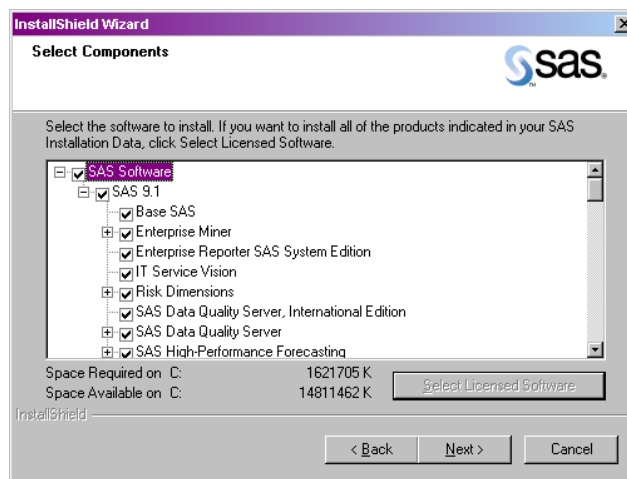 InstallShield Wizard
Select Components
sas.
TM
Select the software to install. If you want to install all of the products indicated in your SAS
Installation Data, click Select Licensed Software.
SAS Software
SAS 9.1
Base SAS
Enterprise Miner
Enterprise Reporter SAS System Edition
IT Service Vision
Risk Dimensions
SAS Data Quality Server, International Edition
SAS Data Quality Server
SAS High-Performance Forecasting
Space Required on C: 1621705 K
Space Available on C: 14811462 K
Select Licensed Software
InstallShield
< Back Next > Cancel